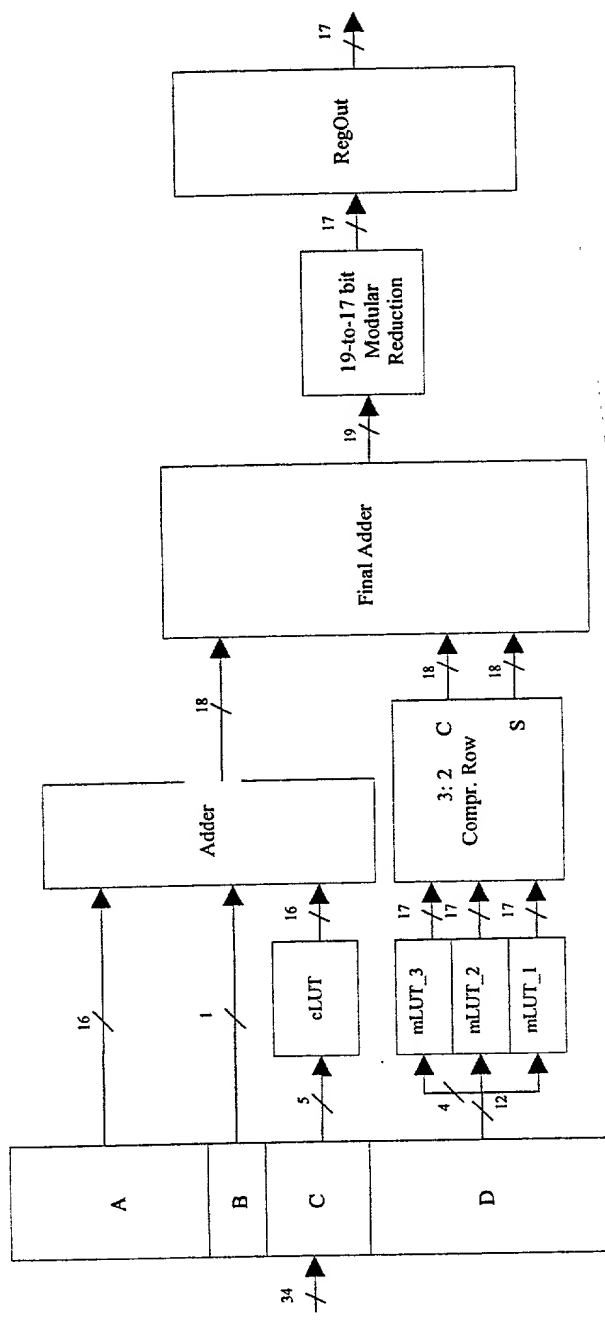 34
A
B
C
D
16
1
5
4
12
cLUT
mLUT_3
mLUT_2
mLUT_1
16
17
17
17
Adder
3: 2 C
Compr. Row
S
18
18
18
Final Adder
19
19-to-17 bit
Modular
Reduction
17
RegOut
17